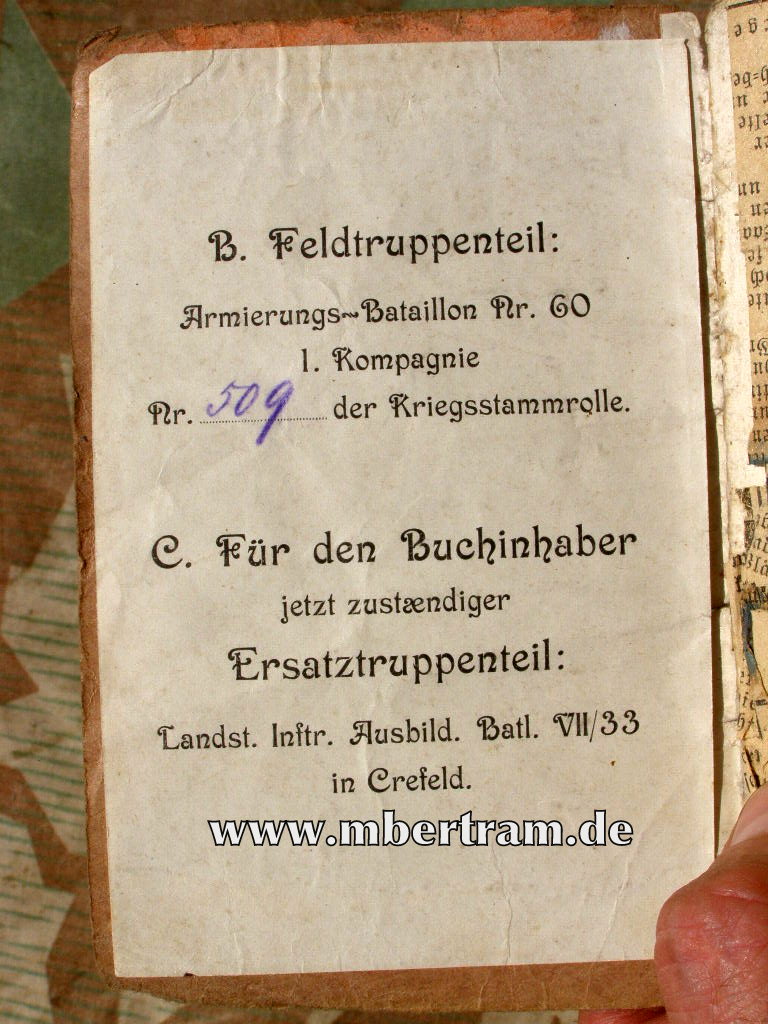 B. Feldtruppenteil:
Armierungs~Bataillon Nr. 60
1. Kompagnie
Nr. 509 der Kriegsstammrolle.
C. Für den Buchinhaber
jetzt zustændiger
Ersatztruppenteil:
Landst. Inftr. Ausbild. Batl. VII/33
in Crefeld.
www.mbertram.de